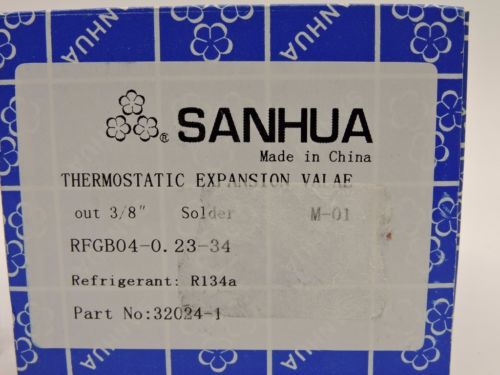 SANHUA
Made in China
THERMOSTATIC EXPANSION VALAE
out 3/8" Solder M-01
RFGB04-0.23-34
Refrigerant: R134a
Part No:32024-1